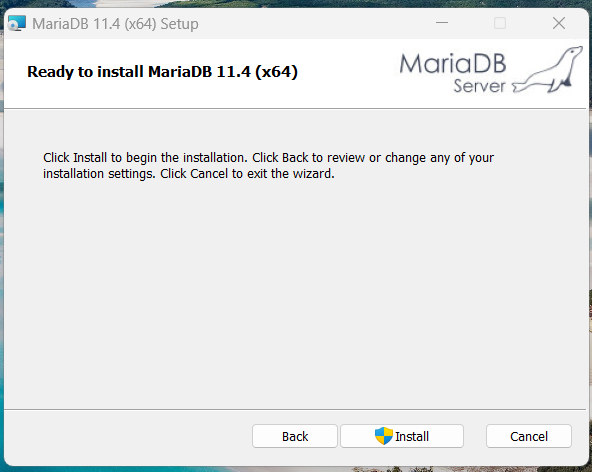 MariaDB 11.4 (x64) Setup
Ready to install MariaDB 11.4 (x64)
MariaDB
Server
Click Install to begin the installation. Click Back to review or change any of your
installation settings. Click Cancel to exit the wizard.
Back
Install
Cancel